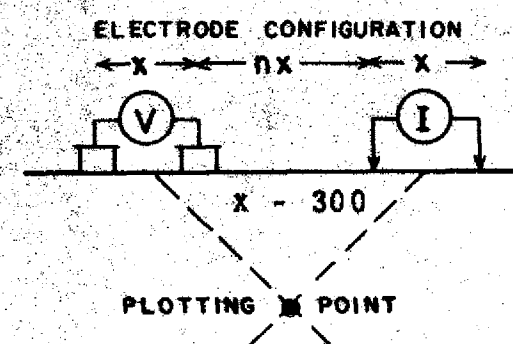 ELECTRODE CONFIGURATION
x nx x
V I
x - 300
PLOTTING POINT